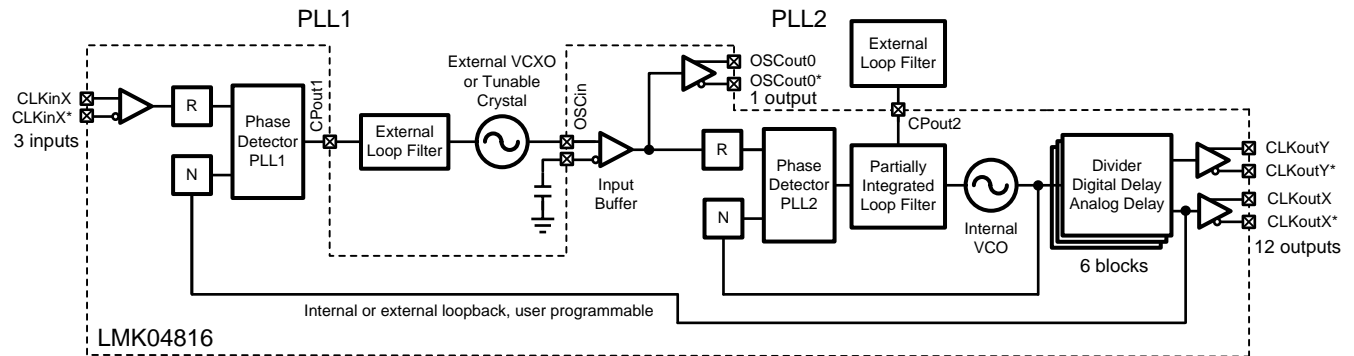 PLL1
PLL2
CLKinX
CLKinX*
3 inputs
R
N
Phase
Detector
PLL1
CPout1
External
Loop Filter
External VCXO
or Tunable
Crystal
OSCin
Input
Buffer
OSCout0
OSCout0*
1 output
External
Loop Filter
CPout2
R
N
Phase
Detector
PLL2
Partially
Integrated
Loop Filter
Internal
VCO
Divider
Digital Delay
Analog Delay
6 blocks
CLKoutY
CLKoutY*
CLKoutX
CLKoutX*
12 outputs
Internal or external loopback, user programmable
LMK04816